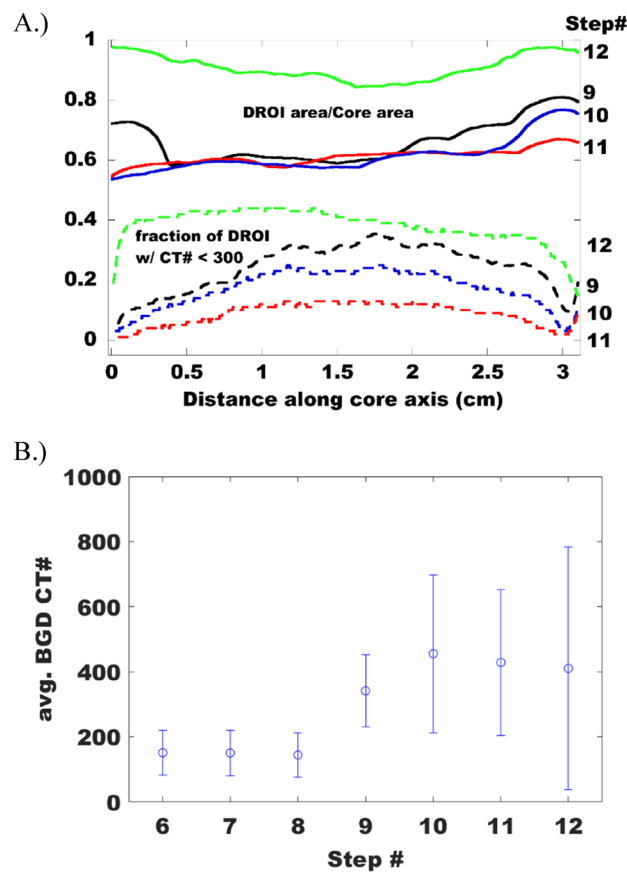 A.)
Step#
1
12
0.8
9
DROI area/Core area
10
0.6
11
0.4
fraction of DROI
w/ CT# < 300
12
0.2
9
10
0
11
0 0.5 1 1.5 2 2.5 3
Distance along core axis (cm)
B.)
1000
800
600
400
200
0
avg. BGD CT#
6 7 8 9 10 11 12
Step #